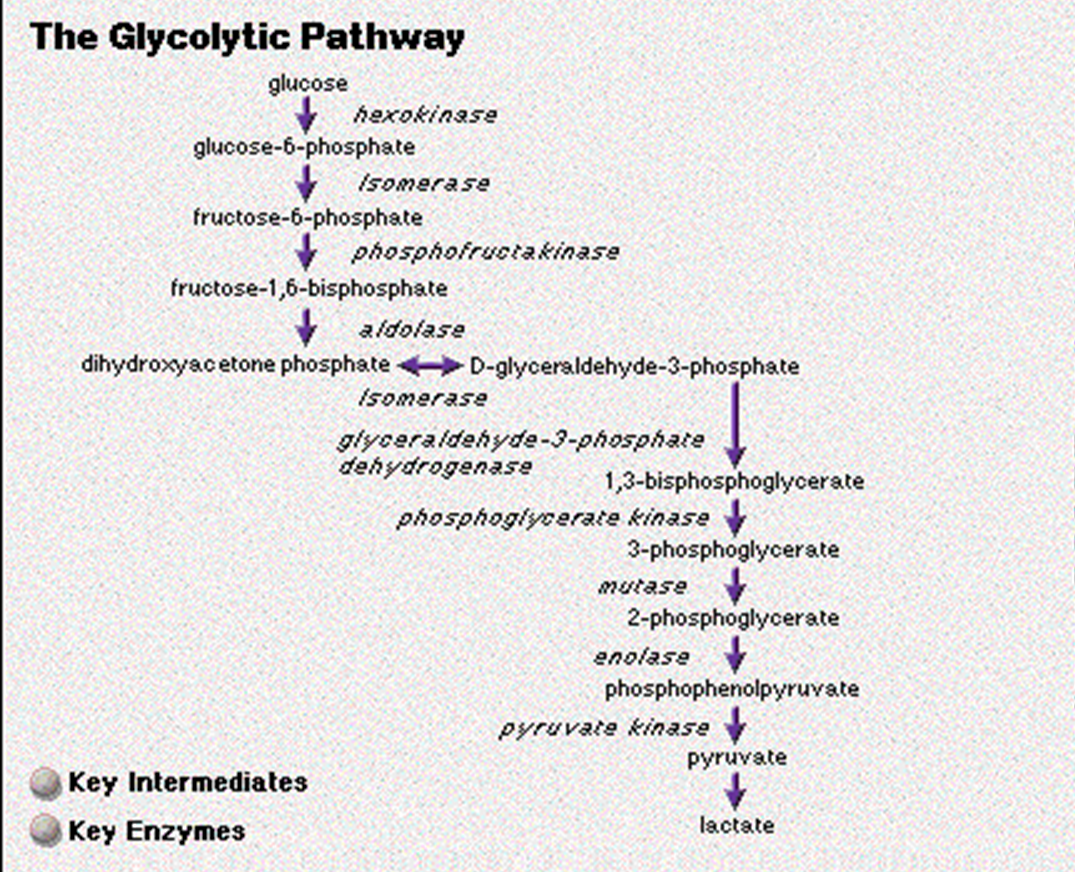 The Glycolytic Pathway
glucose
hexokinase
glucose-6-phosphate
Isomerase
fructose-6-phosphate
phosphofructakinase
fructose-1,6-bisphosphate
aldolase
dihydroxyacetone phosphate D-glyceraldehyde-3-phosphate
Isomerase
glyceraldehyde-3-phosphate
dehydrogenase
1,3-bisphosphoglycerate
phosphoglycerate kinase
3-phosphoglycerate
mutase
2-phosphoglycerate
enolase
phosphophenolpyruvate
pyruvate kinase
pyruvate
lactate
Key Intermediates
Key Enzymes